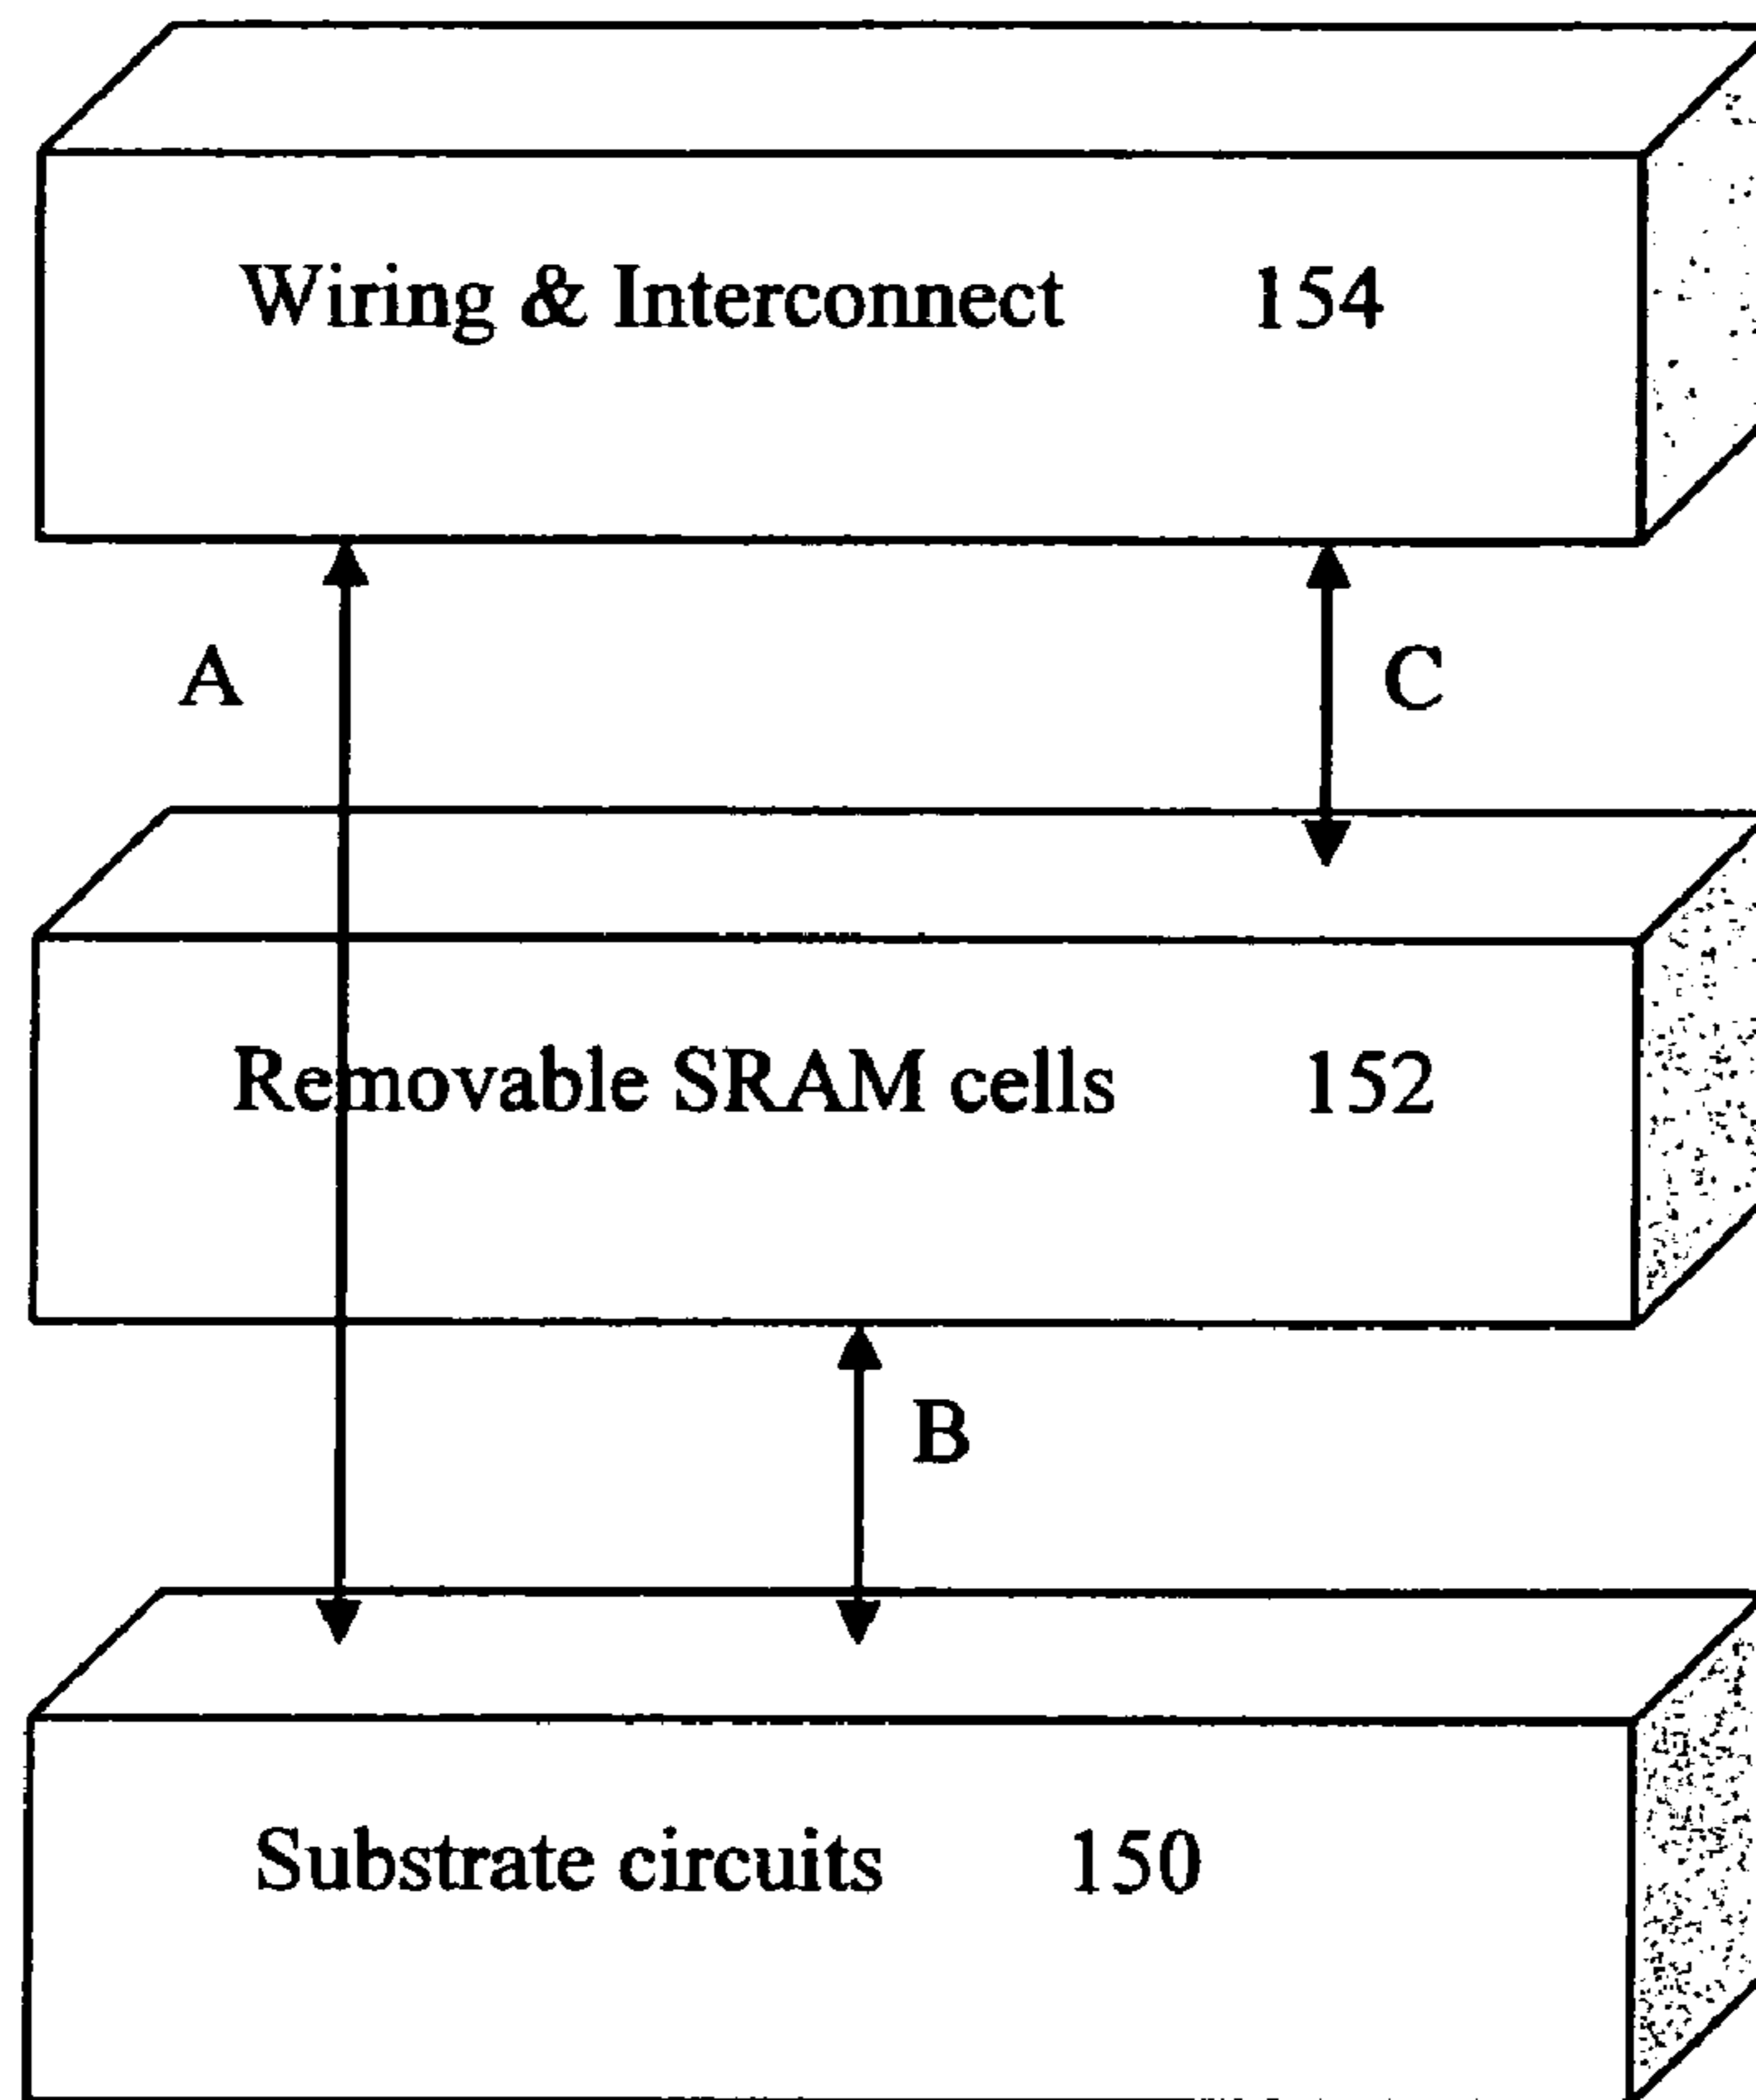 Wiring & Interconnect 154
A C
Removable SRAM cells 152
B
Substrate circuits 150